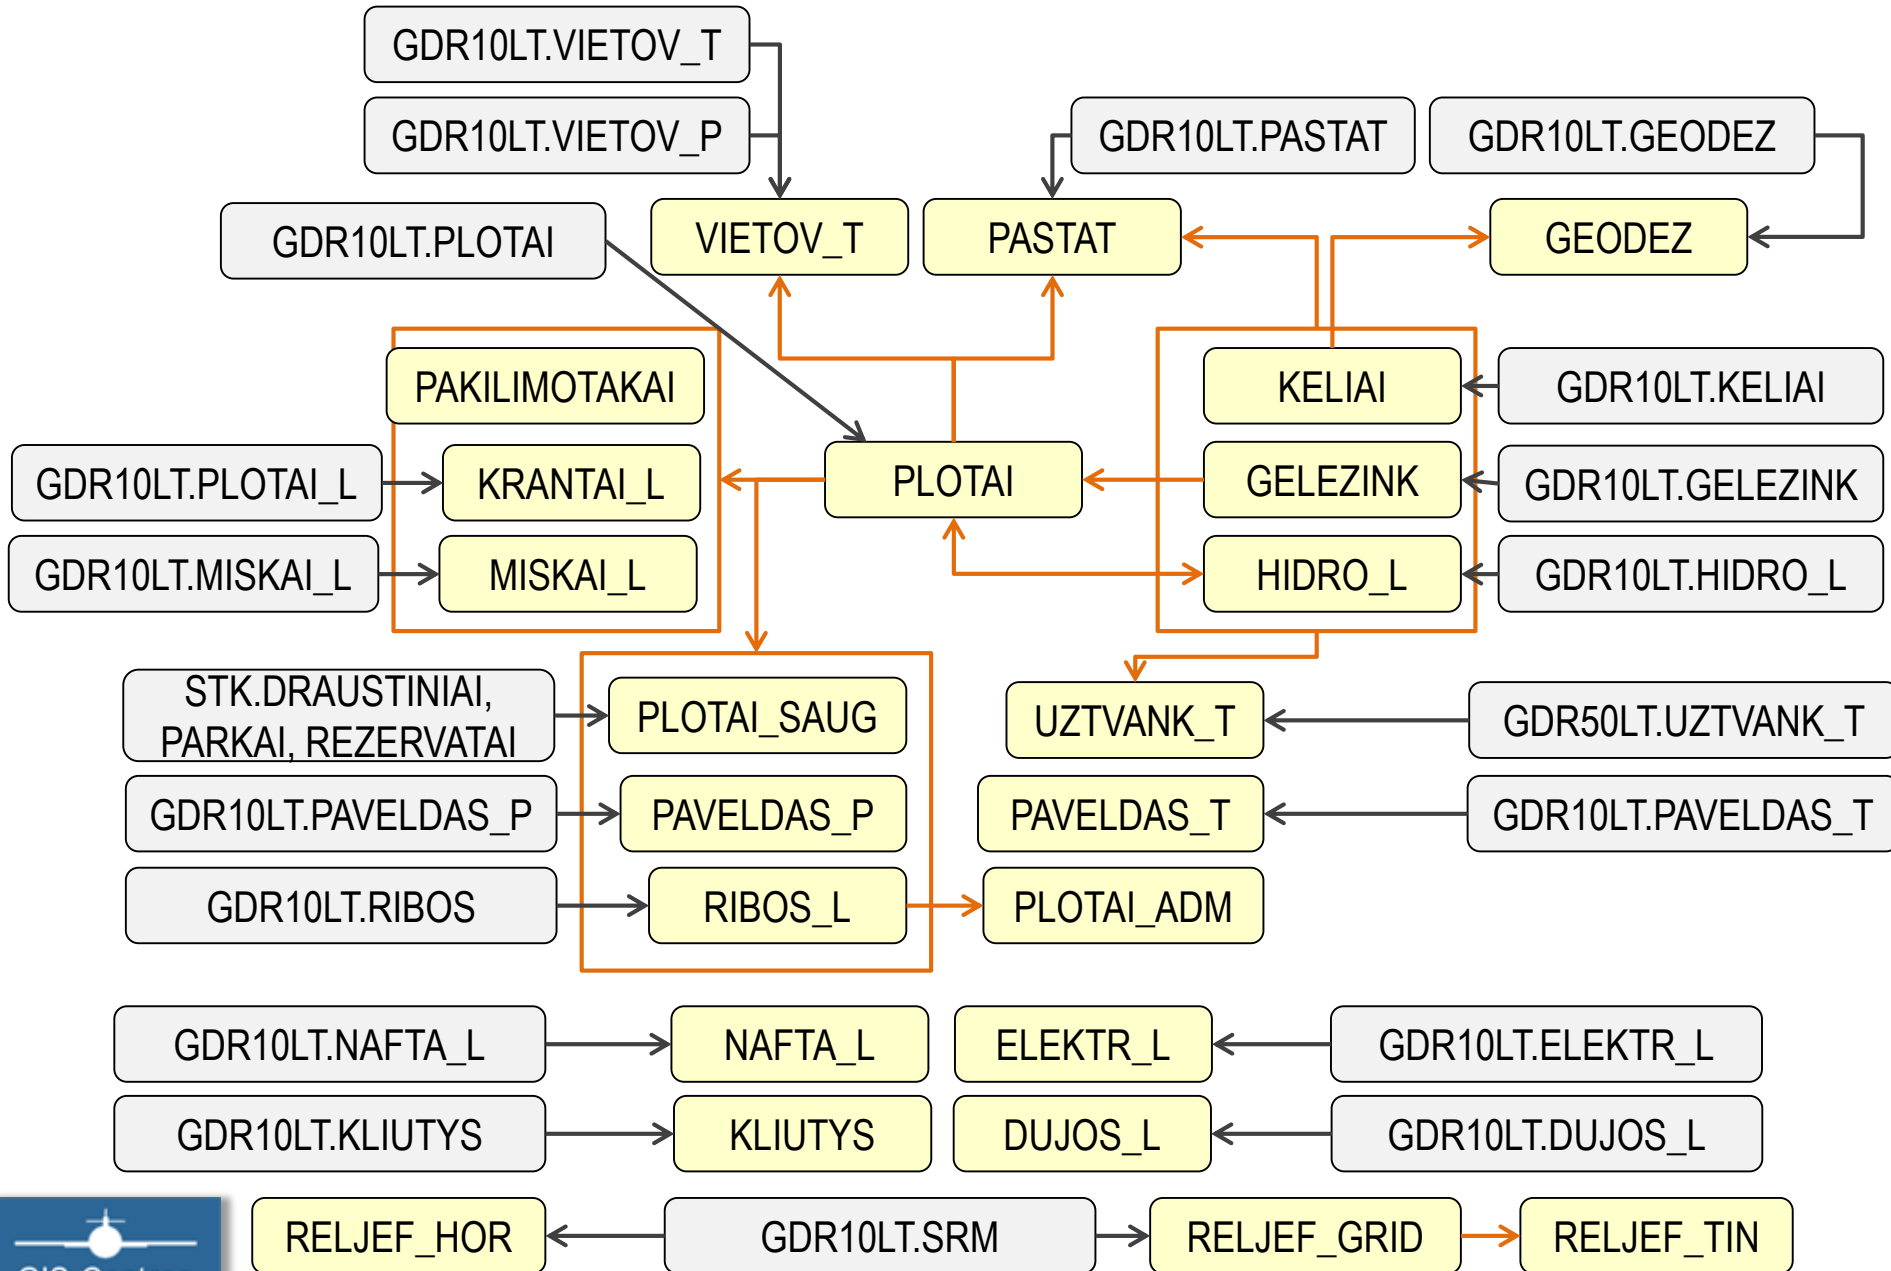 GDR10LT.VIETOV_T
GDR10LT.VIETOV_P
GDR10LT.PASTAT
GDR10LT.GEODEZ
GDR10LT.PLOTAI
VIETOV_T
PASTAT
GEODEZ
PAKILIMOTAKAI
KELIAI
GDR10LT.KELIAI
GDR10LT.PLOTAI_L
KRANTAI_L
PLOTAI
GELEZINK
GDR10LT.GELEZINK
GDR10LT.MISKAI_L
MISKAI_L
HIDRO_L
GDR10LT.HIDRO_L
STK.DRAUSTINIAI,
PARKAI, REZERVATAI
PLOTAI_SAUG
UZTVANK_T
GDR50LT.UZTVANK_T
GDR10LT.PAVELDAS_P
PAVELDAS_P
PAVELDAS_T
GDR10LT.PAVELDAS_T
GDR10LT.RIBOS
RIBOS_L
PLOTAI_ADM
GDR10LT.NAFTA_L
NAFTA_L
ELEKTR_L
GDR10LT.ELEKTR_L
GDR10LT.KLIUTYS
KLIUTYS
DUJOS_L
GDR10LT.DUJOS_L
RELJEF_HOR
GDR10LT.SRM
RELJEF_GRID
RELJEF_TIN